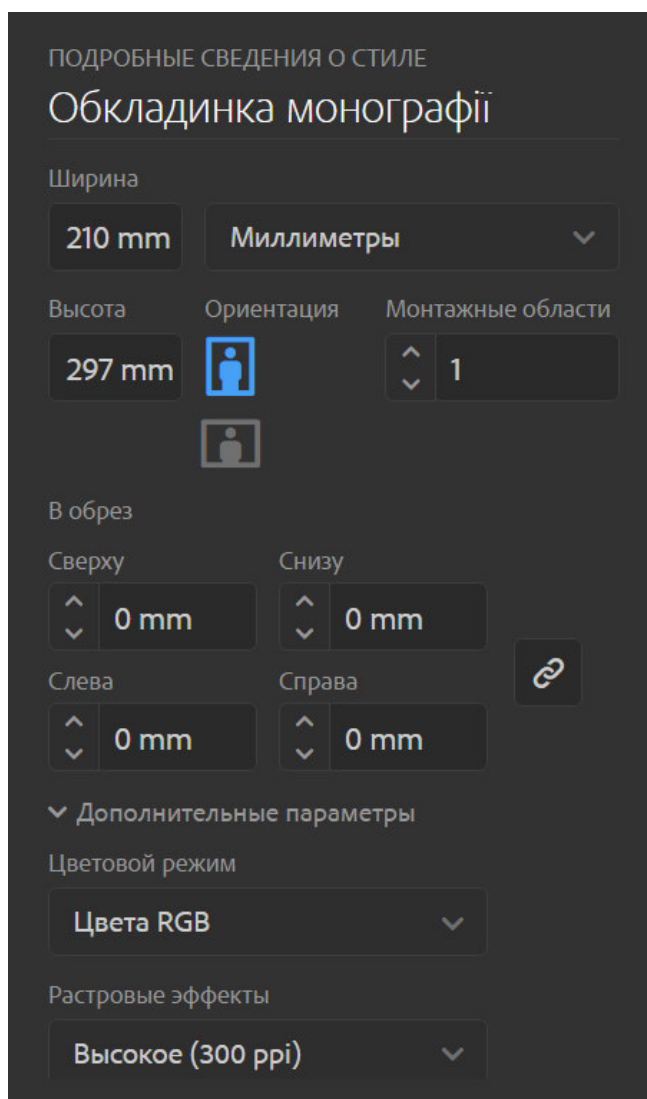 ПОДРОБНЫЕ СВЕДЕНИЯ О СТИЛЕ
Обкладинка монографії
Ширина
210 mm Миллиметры
Высота Ориентация Монтажные области
297 mm 1
В обрез
Сверху Снизу
0 mm 0 mm
Слева Справа
0 mm 0 mm
Дополнительные параметры
Цветовой режим
Цвета RGB
Растровые эффекты
Высокое (300 ppi)